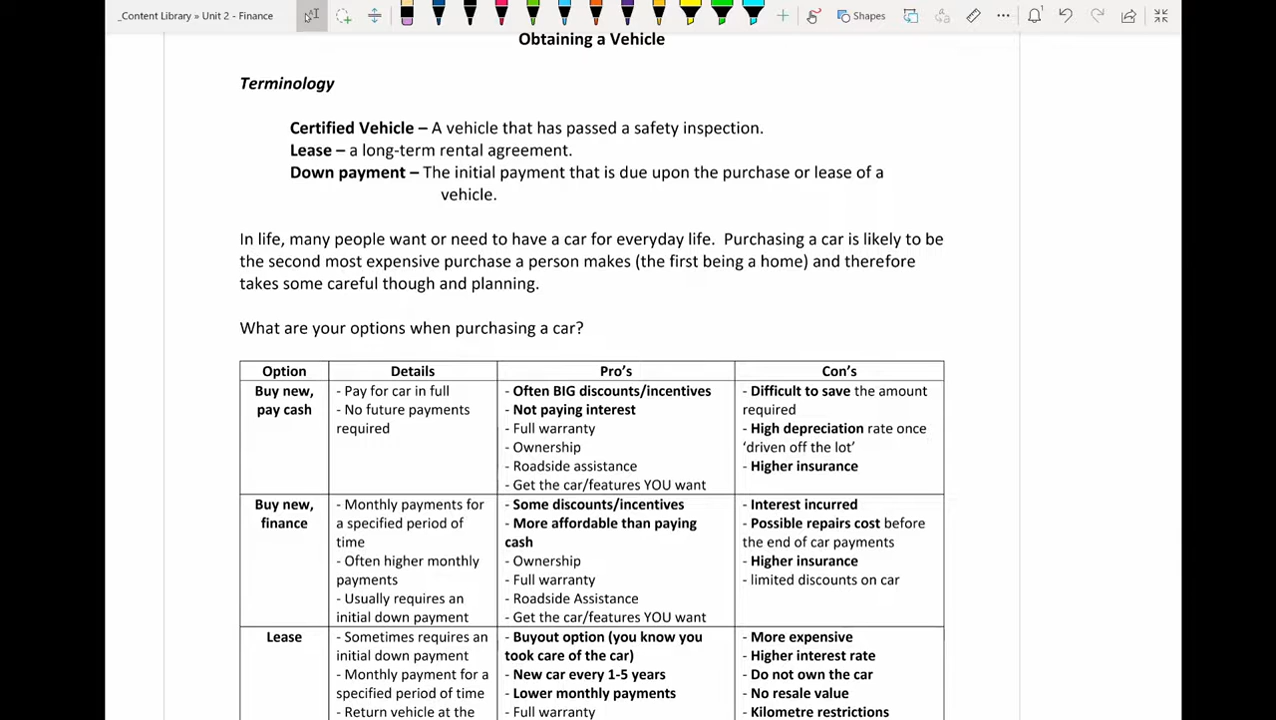 _Content Library » Unit 2 - Finance
Shapes
Obtaining a Vehicle
Terminology
Certified Vehicle – A vehicle that has passed a safety inspection.
Lease – a long-term rental agreement.
Down payment – The initial payment that is due upon the purchase or lease of a
vehicle.
In life, many people want or need to have a car for everyday life. Purchasing a car is likely to be
the second most expensive purchase a person makes (the first being a home) and therefore
takes some careful though and planning.
What are your options when purchasing a car?
Option Details Pro's Con's
Buy new,
pay cash
- Pay for car in full
- No future payments
required
- Often BIG discounts/incentives
- Not paying interest
- Full warranty
- Ownership
- Roadside assistance
- Get the car/features YOU want
- Difficult to save the amount
required
- High depreciation rate once
'driven off the lot'
- Higher insurance
Buy new,
finance
- Monthly payments for
a specified period of
time
- Often higher monthly
payments
- Usually requires an
initial down payment
- Some discounts/incentives
- More affordable than paying
cash
- Ownership
- Full warranty
- Roadside Assistance
- Get the car/features YOU want
- Interest incurred
- Possible repairs cost before
the end of car payments
- Higher insurance
- limited discounts on car
Lease
- Sometimes requires an
initial down payment
- Monthly payment for a
specified period of time
- Return vehicle at the
- Buyout option (you know you
took care of the car)
- New car every 1-5 years
- Lower monthly payments
- Full warranty
- More expensive
- Higher interest rate
- Do not own the car
- No resale value
- Kilometre restrictions